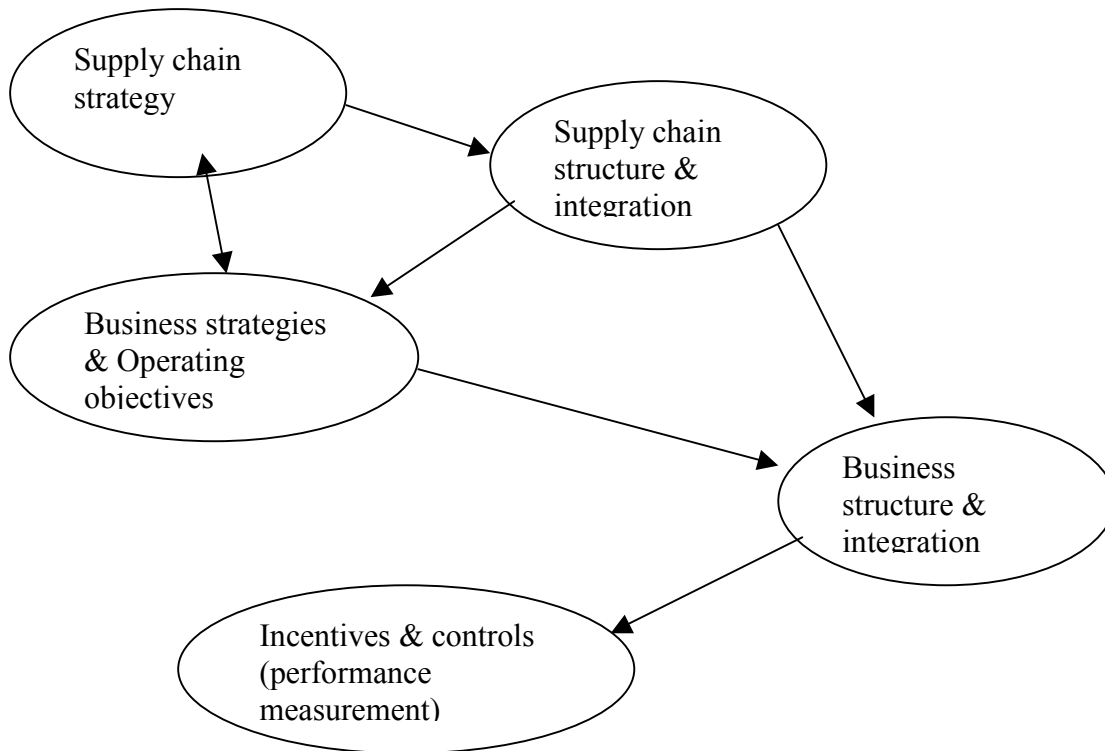 Supply chain
strategy
Supply chain
structure &
integration
Business strategies
& Operating
objectives
Business
structure &
integration
Incentives & controls
(performance
measurement)